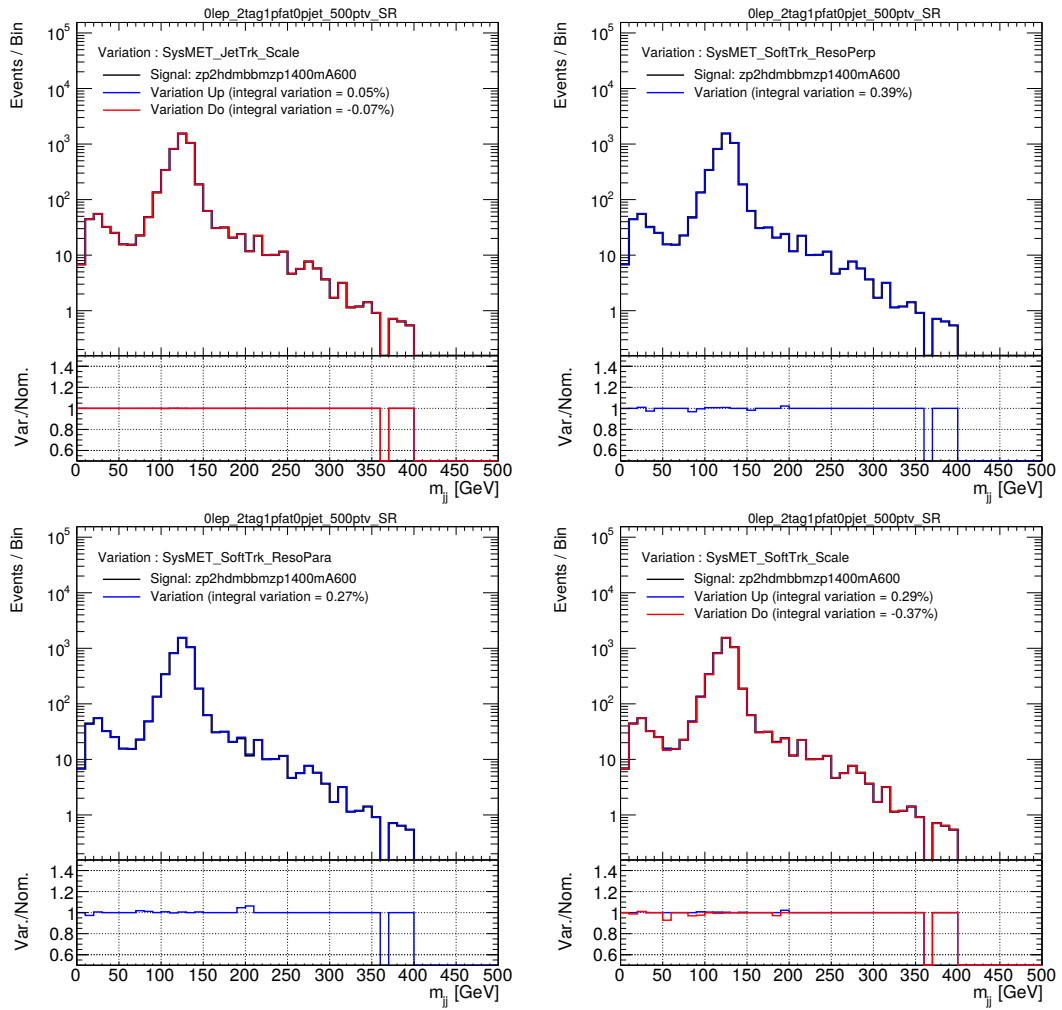 0lep_2tag1pfat0pjet_500ptv_SR
Events / Bin
10^5
10^4
10^3
10^2
10
1
Variation : SysMET_JetTrk_Scale
Signal: zp2hdmbbmzp1400mA600
Variation Up (integral variation = 0.05%)
Variation Do (integral variation = -0.07%)
Var./Nom.
1.4
1.2
1
0.8
0.6
0 50 100 150 200 250 300 350 400 450 500
m_jj [GeV]
0lep_2tag1pfat0pjet_500ptv_SR
Events / Bin
10^5
10^4
10^3
10^2
10
1
Variation : SysMET_SoftTrk_ResoPerp
Signal: zp2hdmbbmzp1400mA600
Variation (integral variation = 0.39%)
Var./Nom.
1.4
1.2
1
0.8
0.6
0 50 100 150 200 250 300 350 400 450 500
m_jj [GeV]
0lep_2tag1pfat0pjet_500ptv_SR
Events / Bin
10^5
10^4
10^3
10^2
10
1
Variation : SysMET_SoftTrk_ResoPara
Signal: zp2hdmbbmzp1400mA600
Variation (integral variation = 0.27%)
Var./Nom.
1.4
1.2
1
0.8
0.6
0 50 100 150 200 250 300 350 400 450 500
m_jj [GeV]
0lep_2tag1pfat0pjet_500ptv_SR
Events / Bin
10^5
10^4
10^3
10^2
10
1
Variation : SysMET_SoftTrk_Scale
Signal: zp2hdmbbmzp1400mA600
Variation Up (integral variation = 0.29%)
Variation Do (integral variation = -0.37%)
Var./Nom.
1.4
1.2
1
0.8
0.6
0 50 100 150 200 250 300 350 400 450 500
m_jj [GeV]